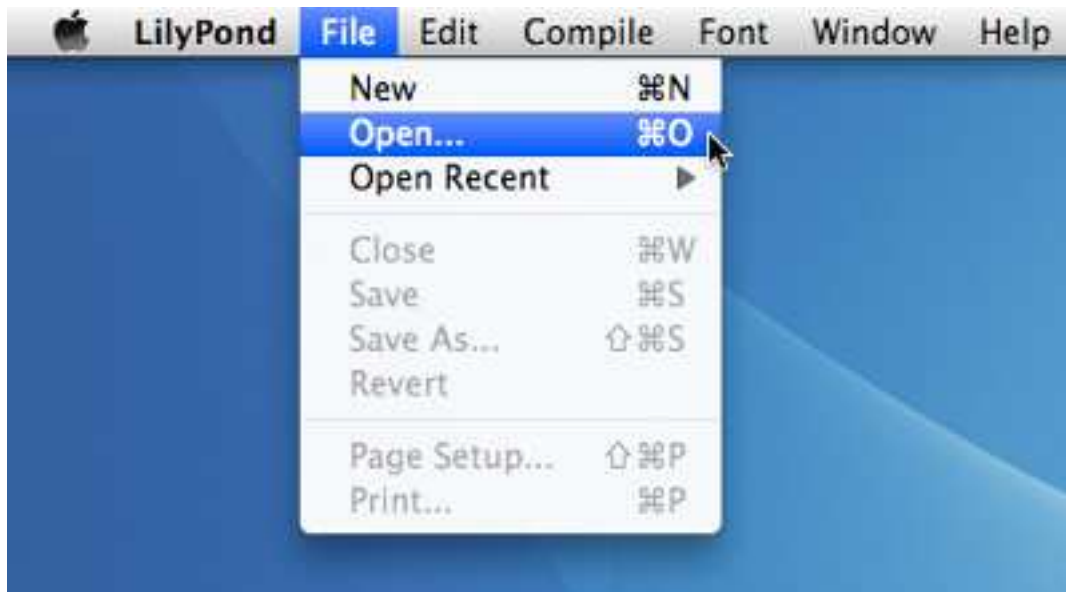 LilyPond File Edit Compile Font Window Help
New ⌘N
Open... ⌘O
Open Recent ▶
Close ⌘W
Save ⌘S
Save As... ⇧⌘S
Revert
Page Setup... ⇧⌘P
Print... ⌘P